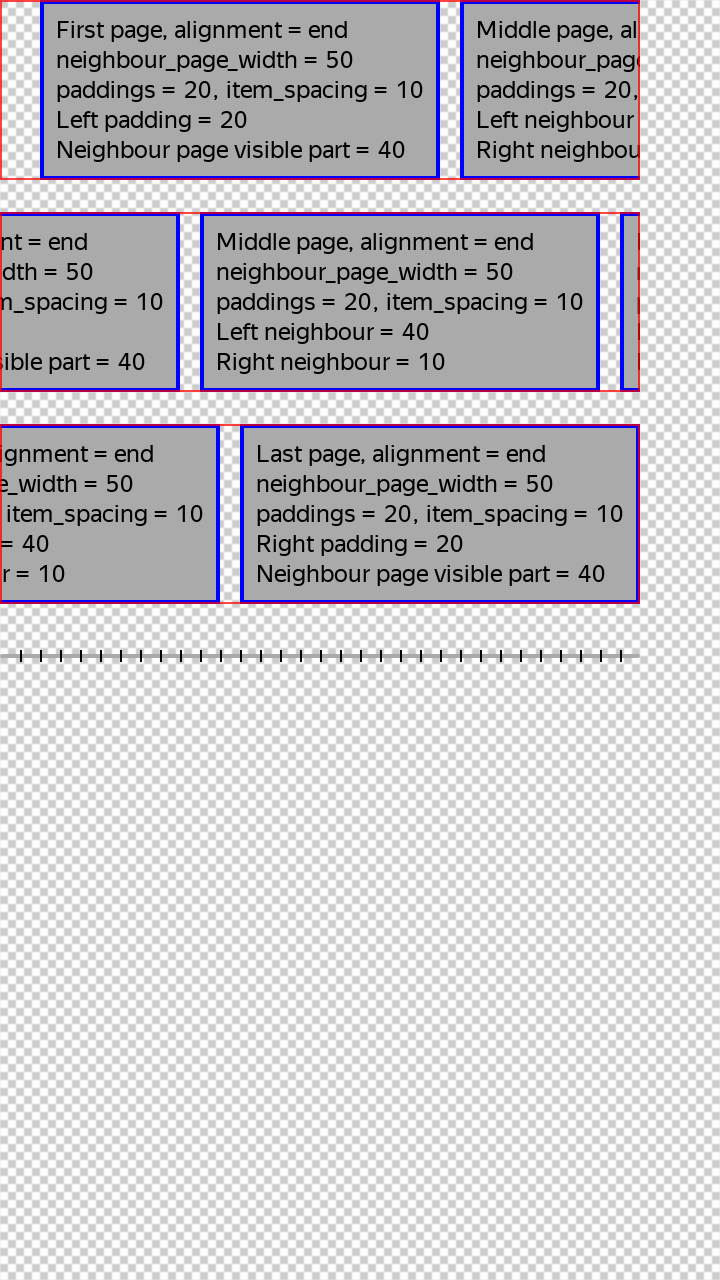 First page, alignment = end
neighbour_page_width = 50
paddings = 20, item_spacing = 10
Left padding = 20
Neighbour page visible part = 40
Middle page, al
neighbour_pag
paddings = 20,
Left neighbour
Right neighbou
nt = end
dth = 50
m_spacing = 10
sible part = 40
Middle page, alignment = end
neighbour_page_width = 50
paddings = 20, item_spacing = 10
Left neighbour = 40
Right neighbour = 10
ignment = end
e_width = 50
item_spacing = 10
= 40
r = 10
Last page, alignment = end
neighbour_page_width = 50
paddings = 20, item_spacing = 10
Right padding = 20
Neighbour page visible part = 40